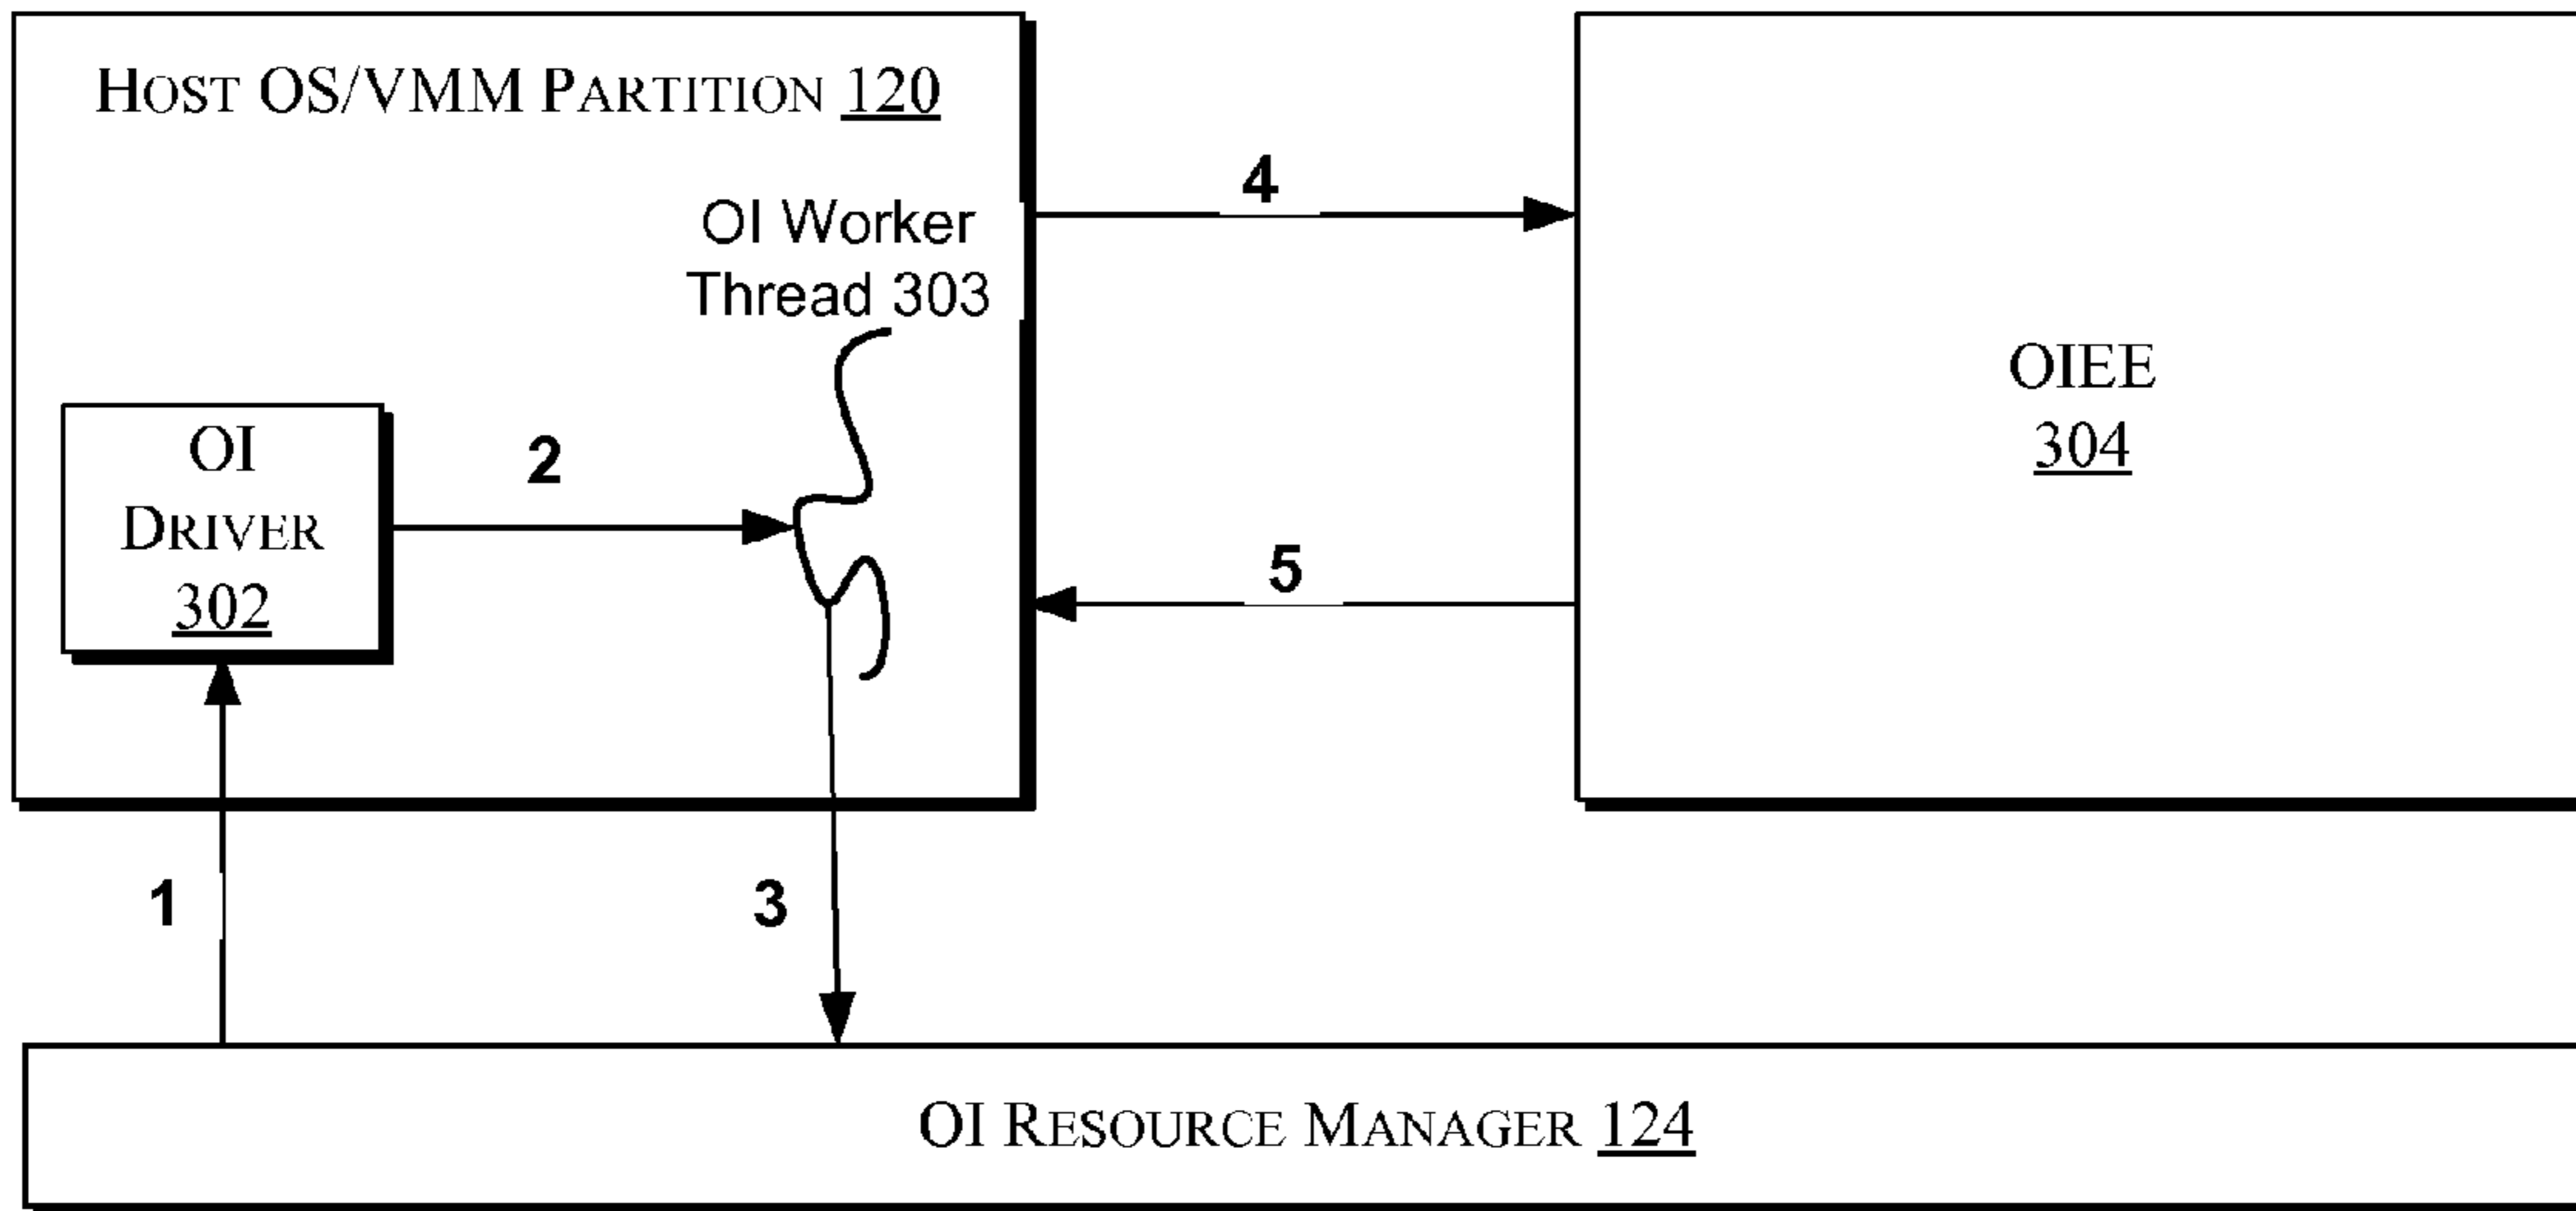 HOST OS/VMM PARTITION 120
4
OI Worker
Thread 303
OIEE
304
OI
DRIVER
302
2
5
1
3
OI RESOURCE MANAGER 124